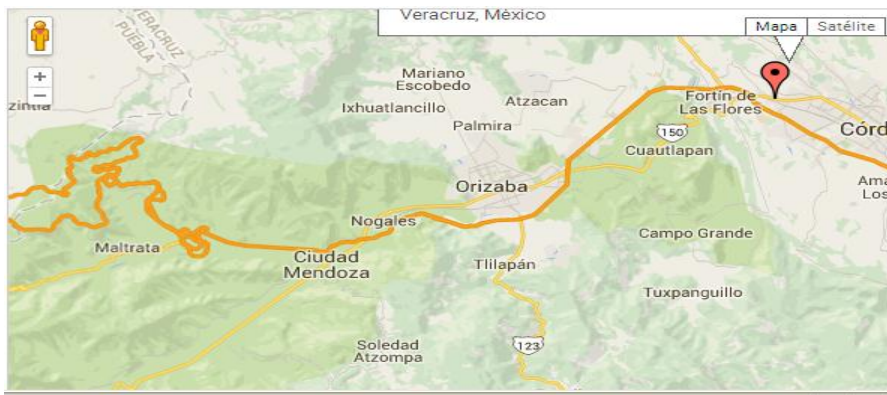 Veracruz, México
Mapa
Satélite
VERACRUZ
PUEBLA
+
−
zintla
Mariano
Escobedo
Ixhuatlancillo
Atzacan
Palmira
Fortín de
Las Flores
150
Córd
Cuautlapan
Orizaba
Ama
Los
Nogales
Maltrata
Ciudad
Mendoza
Campo Grande
Tlilapán
Tuxpanguillo
Soledad
Atzompa
123